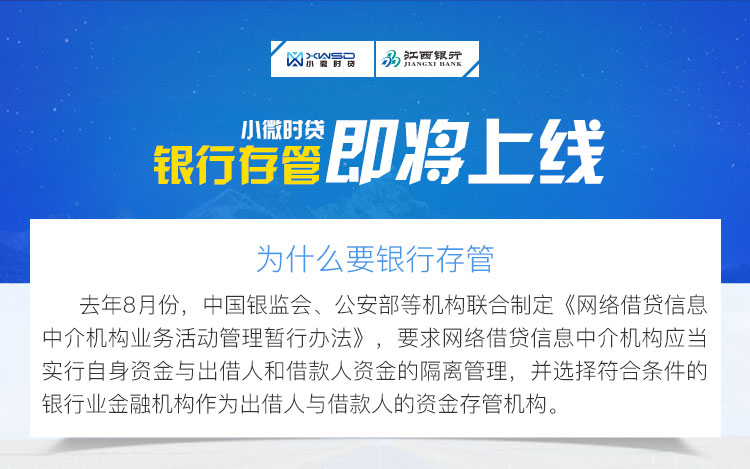 XWSD
小微时贷
江西银行
JIANGXI BANK
小微时贷
银行存管即将上线
为什么要银行存管
去年8月份，中国银监会、公安部等机构联合制定《网络借贷信息
中介机构业务活动管理暂行办法》，要求网络借贷信息中介机构应当
实行自身资金与出借人和借款人资金的隔离管理，并选择符合条件的
银行业金融机构作为出借人与借款人的资金存管机构。